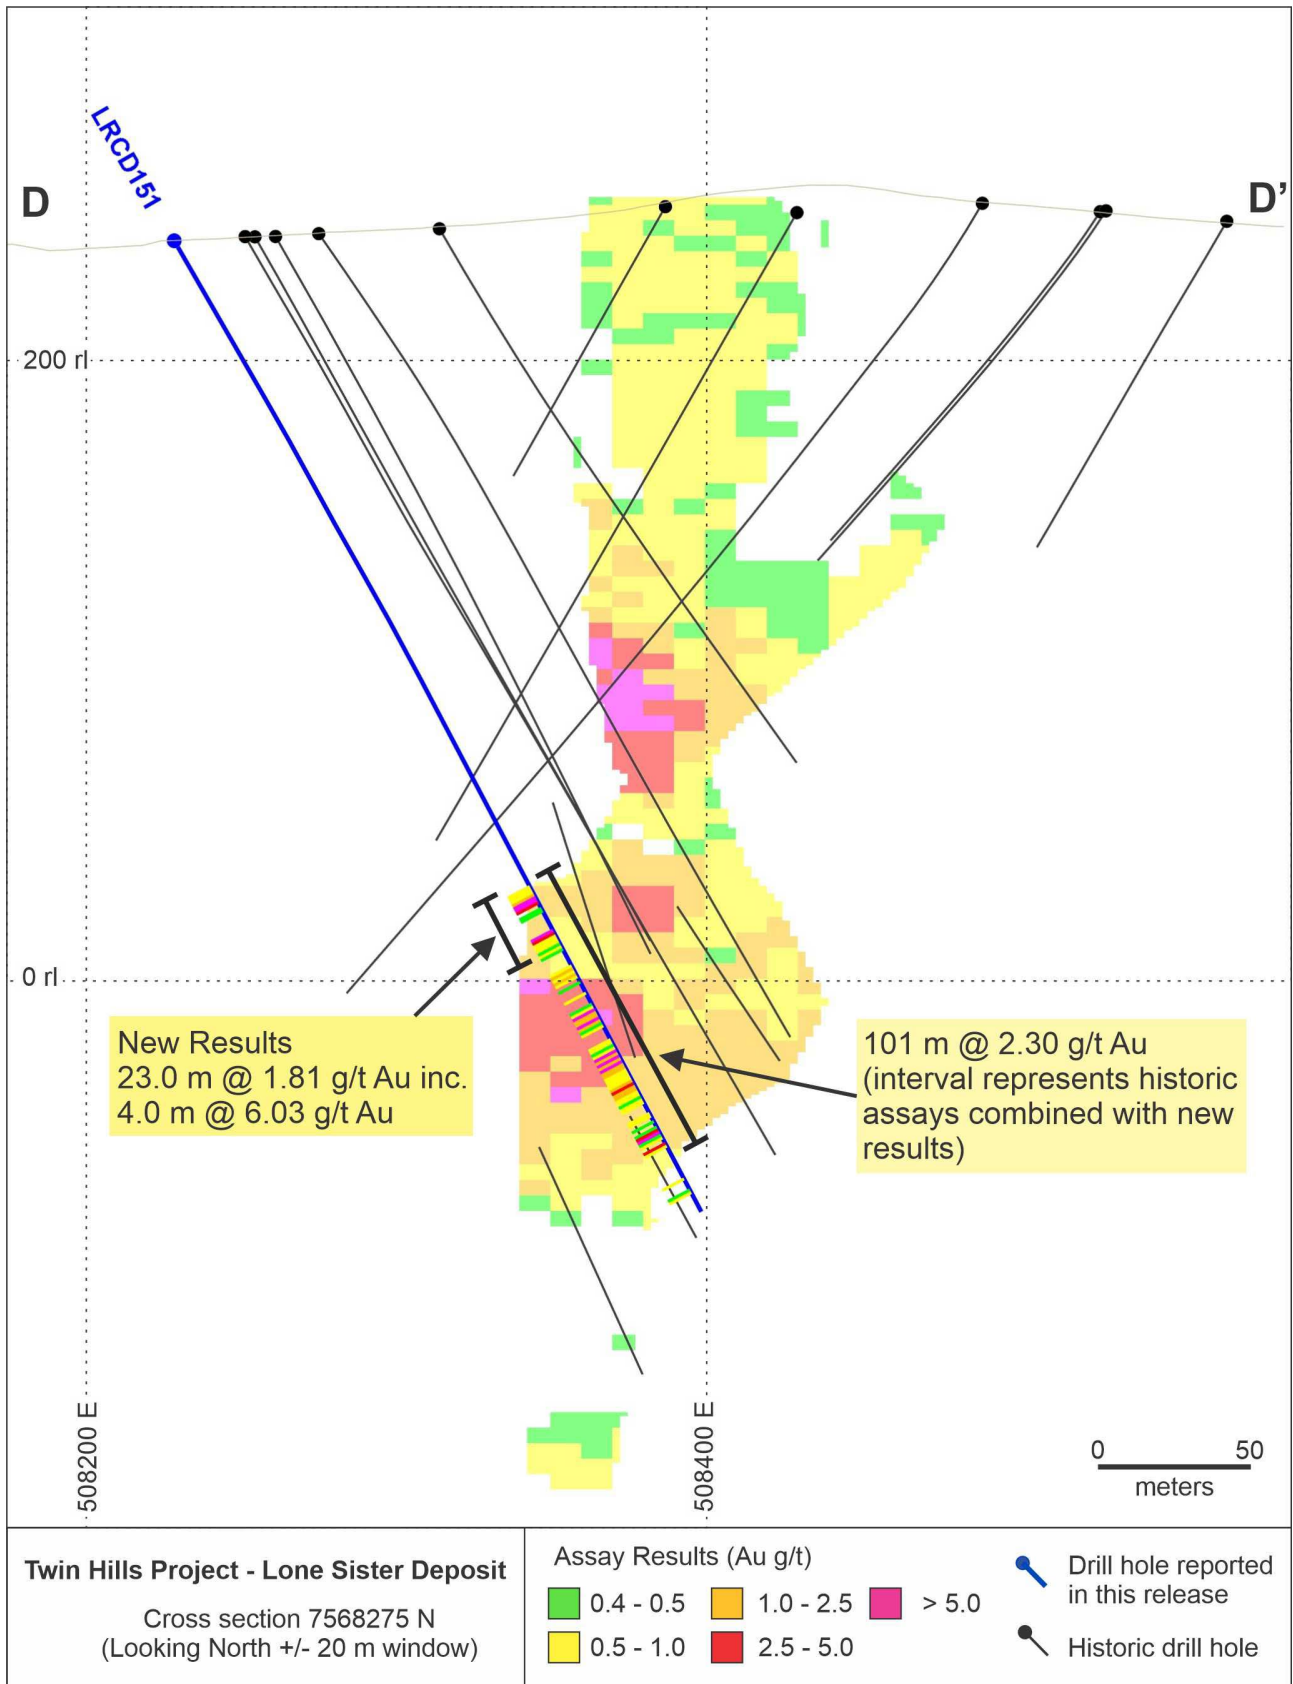 LRCD151
D
D’
200 rl
0 rl
New Results
23.0 m @ 1.81 g/t Au inc.
4.0 m @ 6.03 g/t Au
101 m @ 2.30 g/t Au
(interval represents historic
assays combined with new
results)
508200 E
508400 E
0
50
meters
Twin Hills Project - Lone Sister Deposit
Cross section 7568275 N
(Looking North +/- 20 m window)
Assay Results (Au g/t)
0.4 - 0.5
1.0 - 2.5
> 5.0
0.5 - 1.0
2.5 - 5.0
Drill hole reported
in this release
Historic drill hole